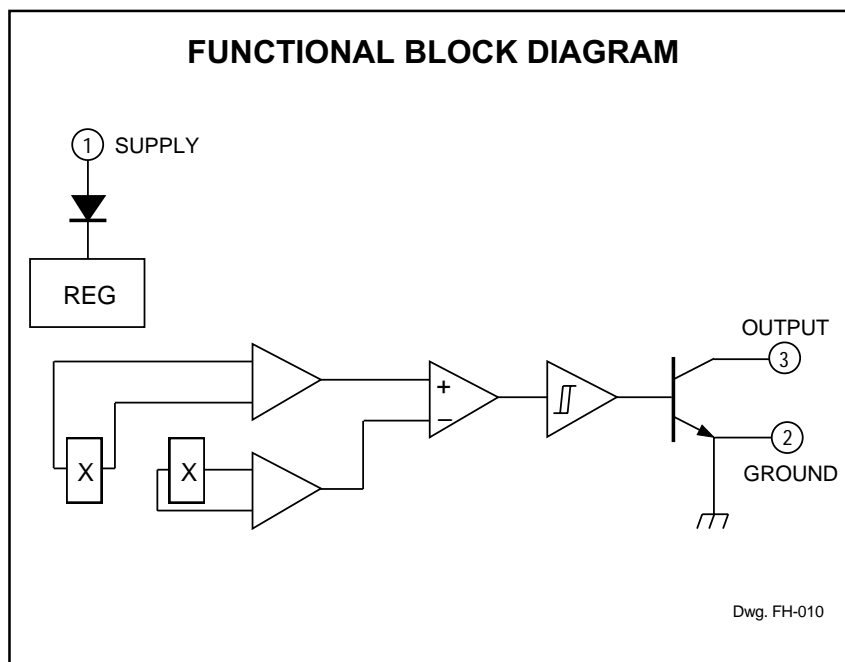 FUNCTIONAL BLOCK DIAGRAM
1 SUPPLY
REG
OUTPUT
3
+
−
2
X
X
GROUND
Dwg. FH-010